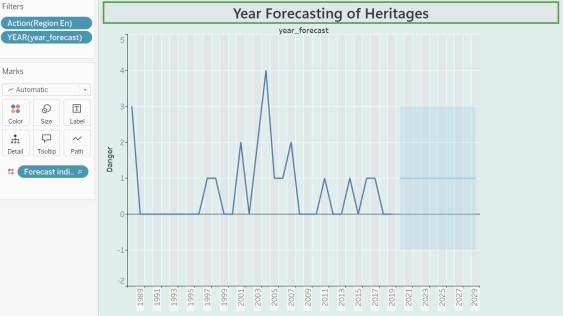 Filters
Action(Region En)
YEAR(year_forecast)
Marks
Automatic
Color
Size
Label
Detail
Tooltip
Path
Forecast indi..
Year Forecasting of Heritages
year_forecast
5
4
3
2
1
0
-1
-2
Danger
1989
1991
1993
1995
1997
1999
2001
2003
2005
2007
2009
2011
2013
2015
2017
2019
2021
2023
2025
2027
2029